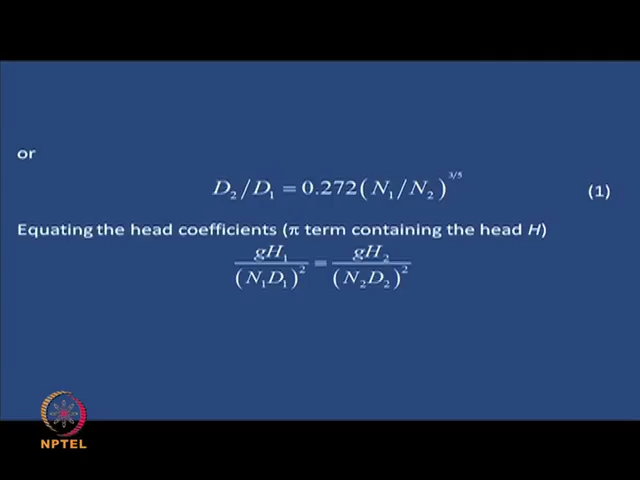 or
D₂/D₁ = 0.272(N₁/N₂)^3/5 (1)
Equating the head coefficients (π term containing the head H)
gH₁/(N₁D₁)² = gH₂/(N₂D₂)²
NPTEL